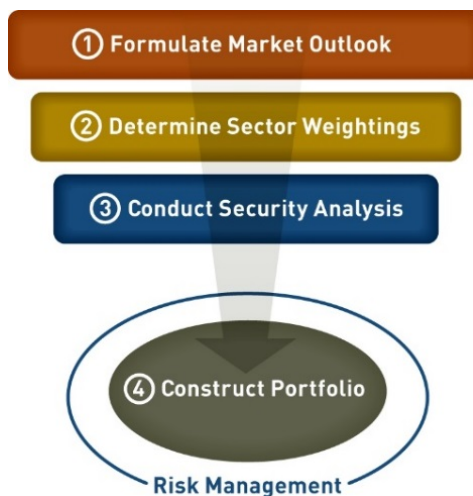 1 Formulate Market Outlook
2 Determine Sector Weightings
3 Conduct Security Analysis
4 Construct Portfolio
Risk Management